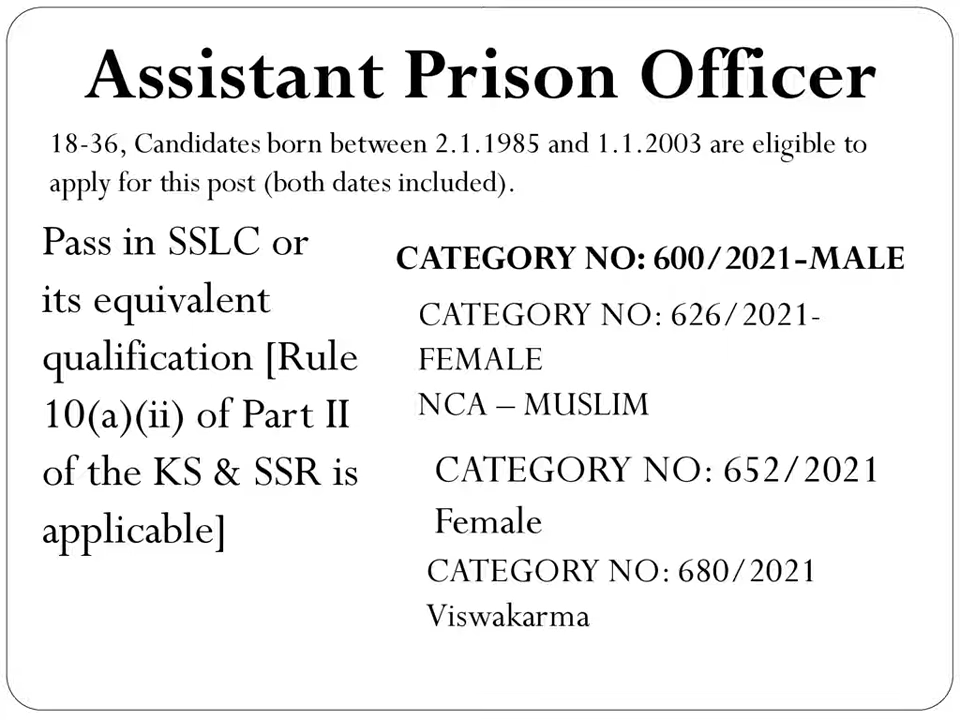 Assistant Prison Officer
18-36, Candidates born between 2.1.1985 and 1.1.2003 are eligible to
apply for this post (both dates included).
Pass in SSLC or
its equivalent
qualification [Rule
10(a)(ii) of Part II
of the KS & SSR is
applicable]
CATEGORY NO: 600/2021-MALE
CATEGORY NO: 626/2021-
FEMALE
NCA – MUSLIM
CATEGORY NO: 652/2021
Female
CATEGORY NO: 680/2021
Viswakarma